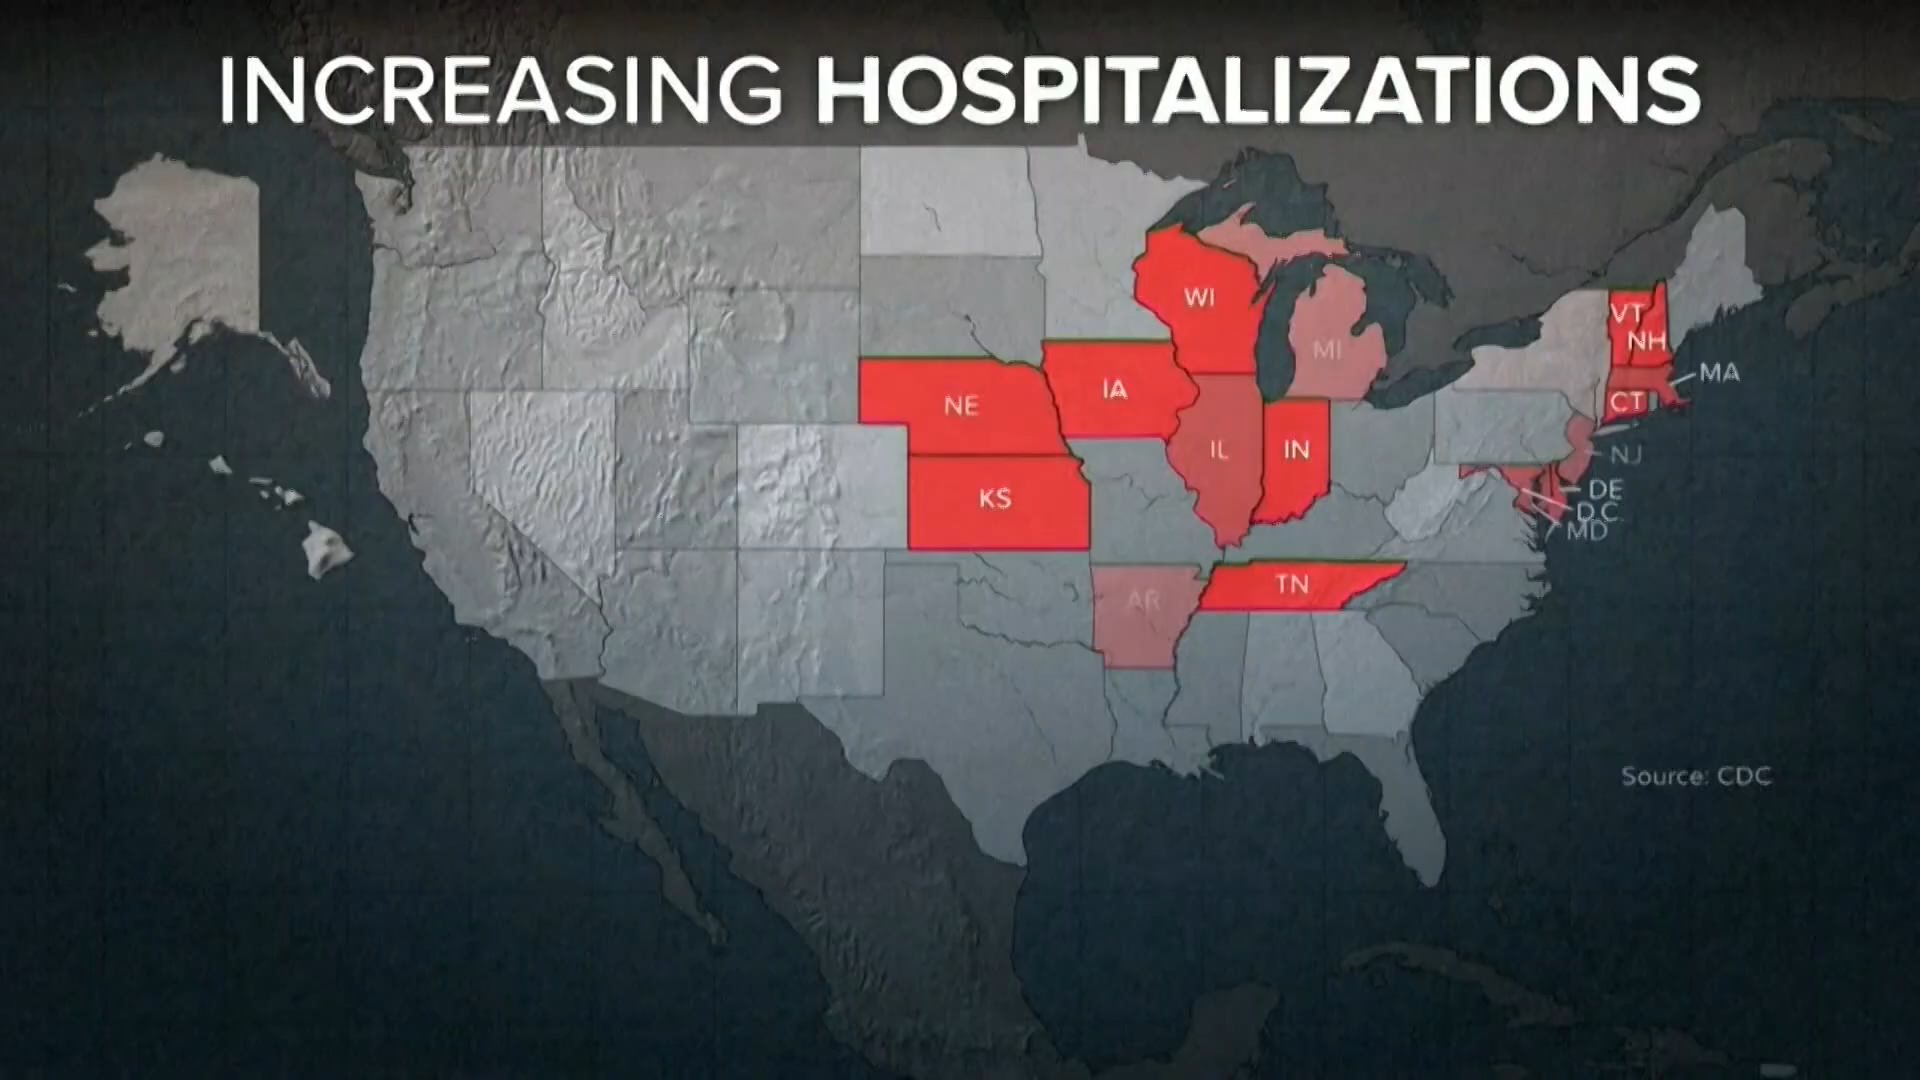 INCREASING HOSPITALIZATIONS
WI
VT
NH
MI
MA
IA
NE
CT
IL
IN
NJ
KS
DE
D.C.
MD
TN
AR
Source: CDC